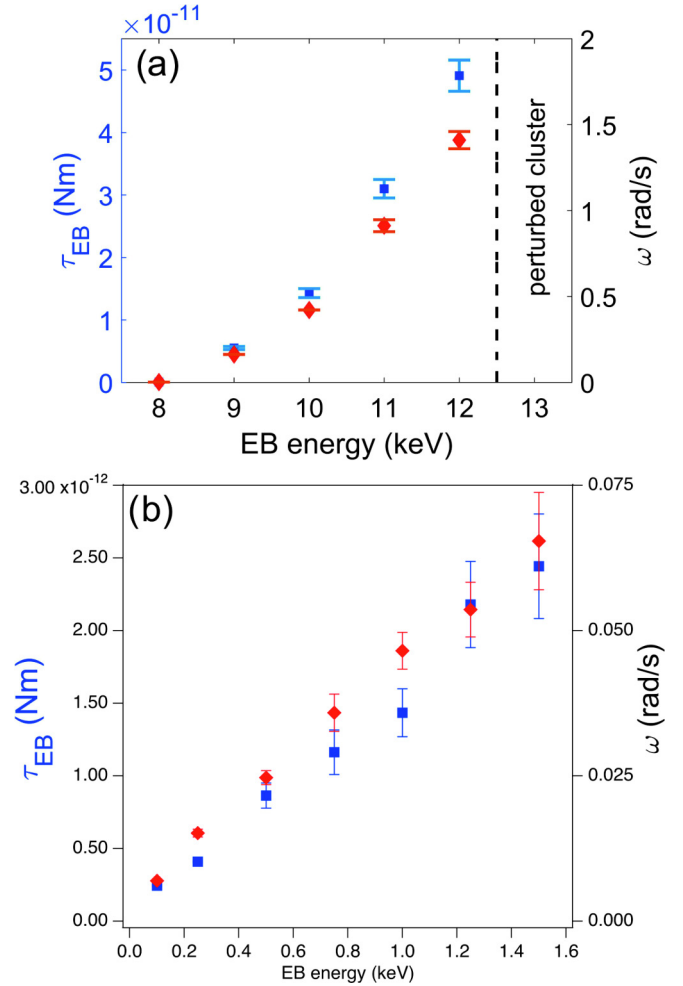 ×10⁻¹¹
(a)
5
4
3
2
1
0
τEB (Nm)
2
1.5
1
0.5
0
ω (rad/s)
perturbed cluster
8 9 10 11 12 13
EB energy (keV)
3.00 x10⁻¹²
(b)
2.50
2.00
1.50
1.00
0.50
0.00
τEB (Nm)
0.075
0.050
0.025
0.000
ω (rad/s)
0.0 0.2 0.4 0.6 0.8 1.0 1.2 1.4 1.6
EB energy (keV)